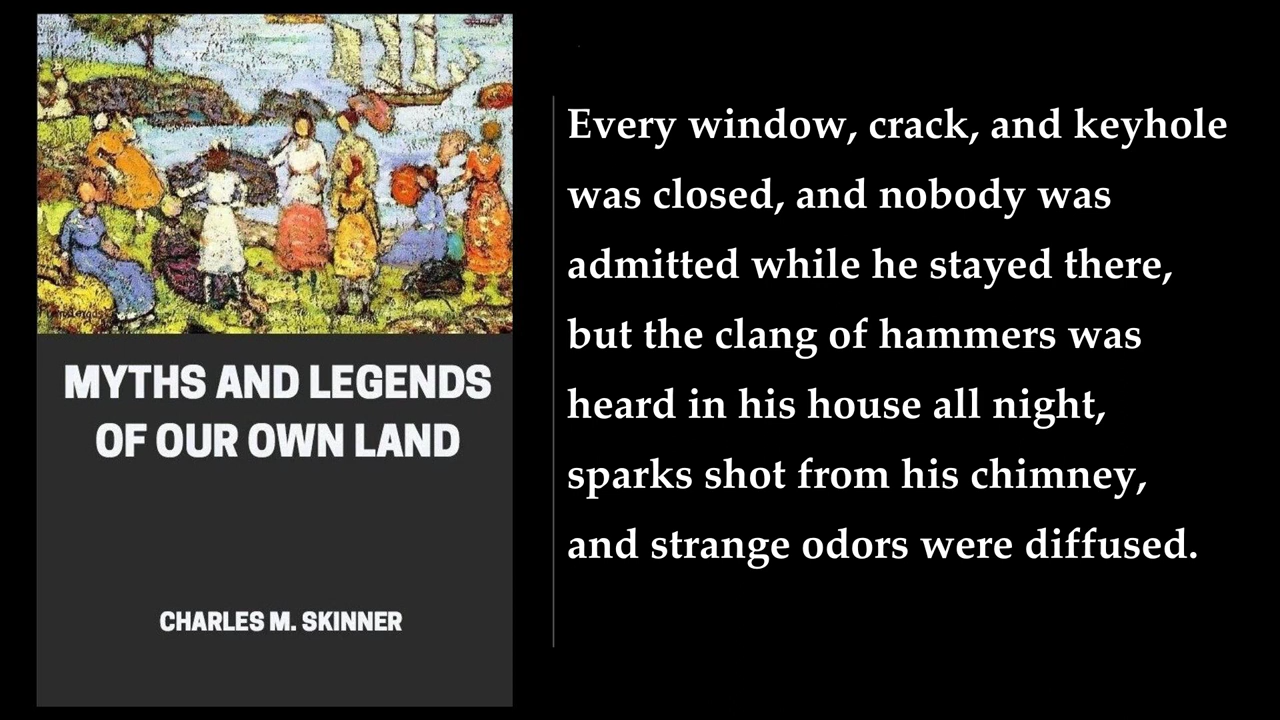 MYTHS AND LEGENDS
OF OUR OWN LAND
CHARLES M. SKINNER
Every window, crack, and keyhole
was closed, and nobody was
admitted while he stayed there,
but the clang of hammers was
heard in his house all night,
sparks shot from his chimney,
and strange odors were diffused.